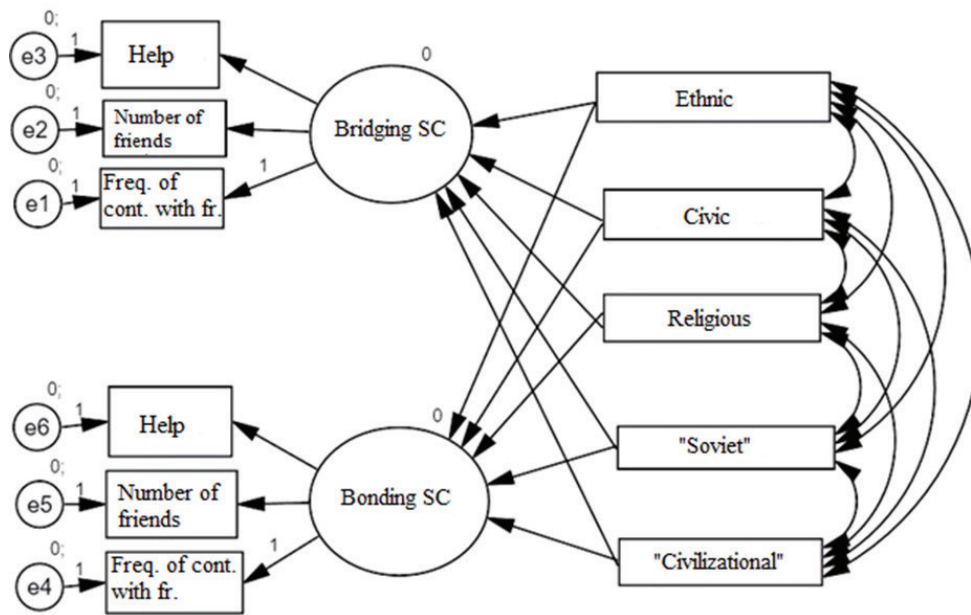 0;
e3
1
Help
0;
e2
1
Number of
friends
0;
e1
1
Freq. of
cont. with fr.
1
0
Bridging SC
Ethnic
Civic
Religious
"Soviet"
"Civilizational"
0;
e6
1
Help
0;
e5
1
Number of
friends
0;
e4
1
Freq. of cont.
with fr.
1
0
Bonding SC